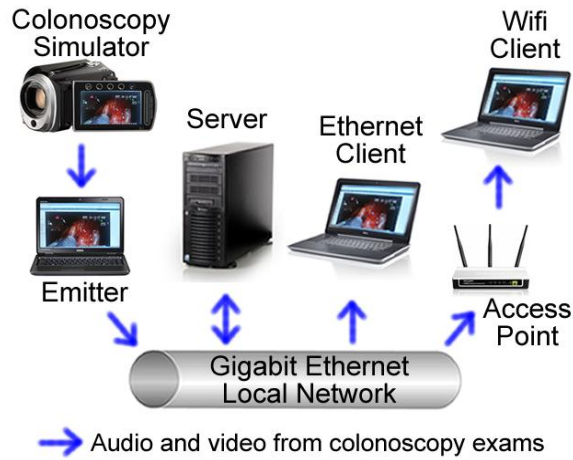 Colonoscopy
Simulator
Wifi
Client
Server
Ethernet
Client
Emitter
Access
Point
Gigabit Ethernet
Local Network
Audio and video from colonoscopy exams